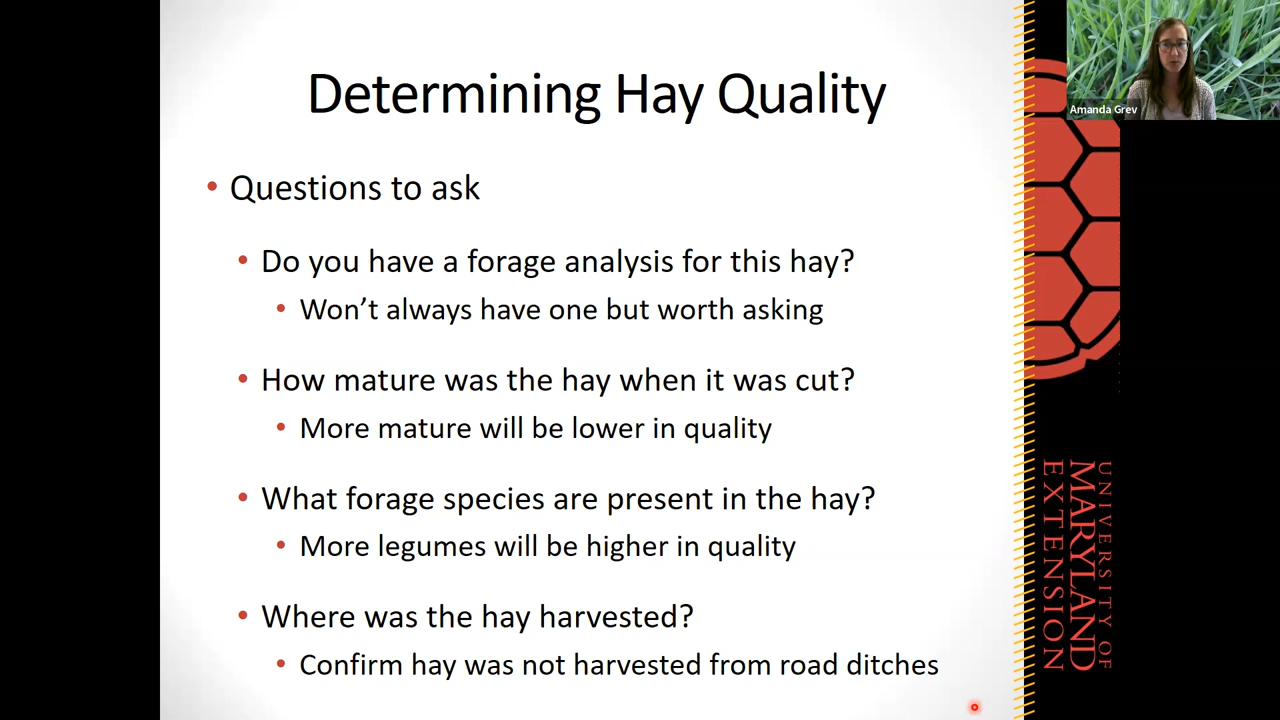 Determining Hay Quality
• Questions to ask
• Do you have a forage analysis for this hay?
• Won’t always have one but worth asking
• How mature was the hay when it was cut?
• More mature will be lower in quality
• What forage species are present in the hay?
• More legumes will be higher in quality
• Where was the hay harvested?
• Confirm hay was not harvested from road ditches
Amanda Grev
UNIVERSITY OF
MARYLAND
EXTENSION